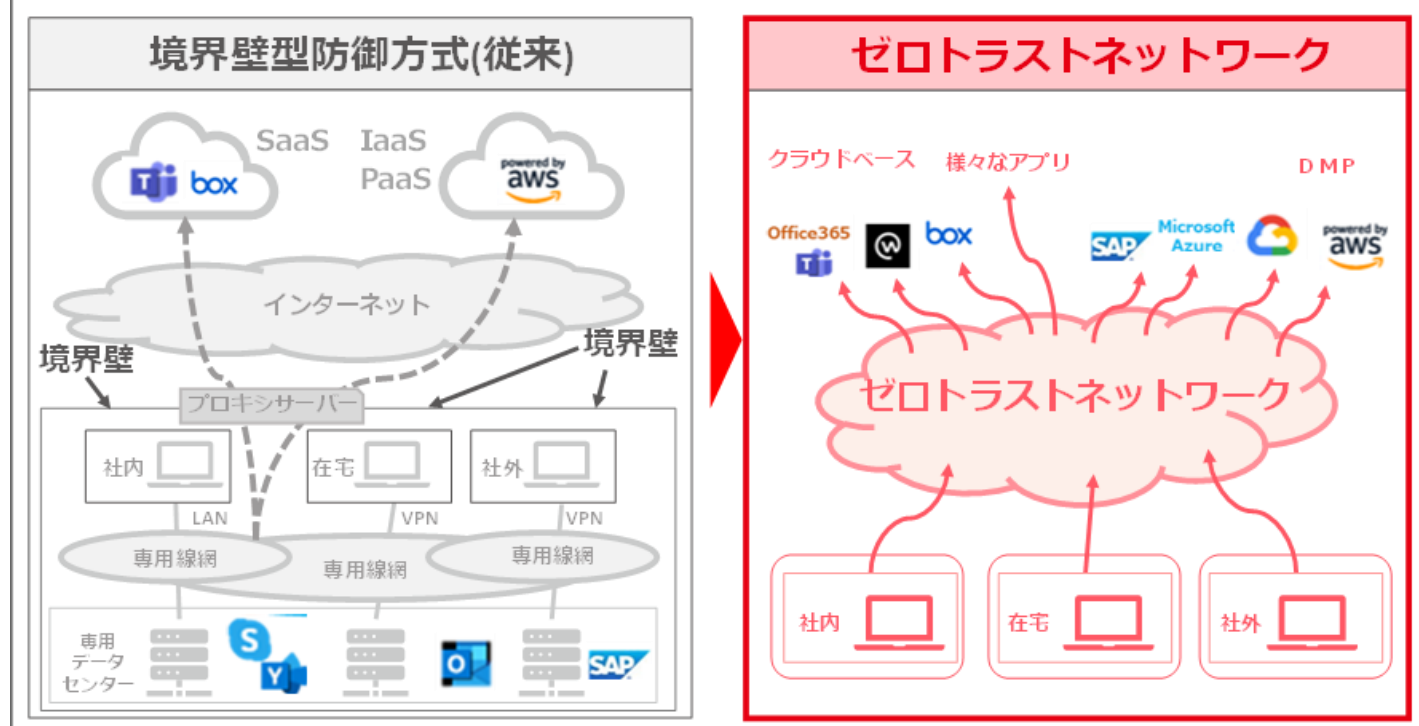 境界壁型防御方式(従来)
SaaS IaaS
PaaS
box
powered by
aws
インターネット
境界壁
境界壁
プロキシサーバー
社内
在宅
社外
LAN
VPN
VPN
専用線網
専用線網
専用線網
専用
データ
センター
S
Y
O
SAP
ゼロトラストネットワーク
クラウドベース
様々なアプリ
DMP
Office365
box
SAP
Microsoft
Azure
powered by
aws
ゼロトラストネットワーク
社内
在宅
社外